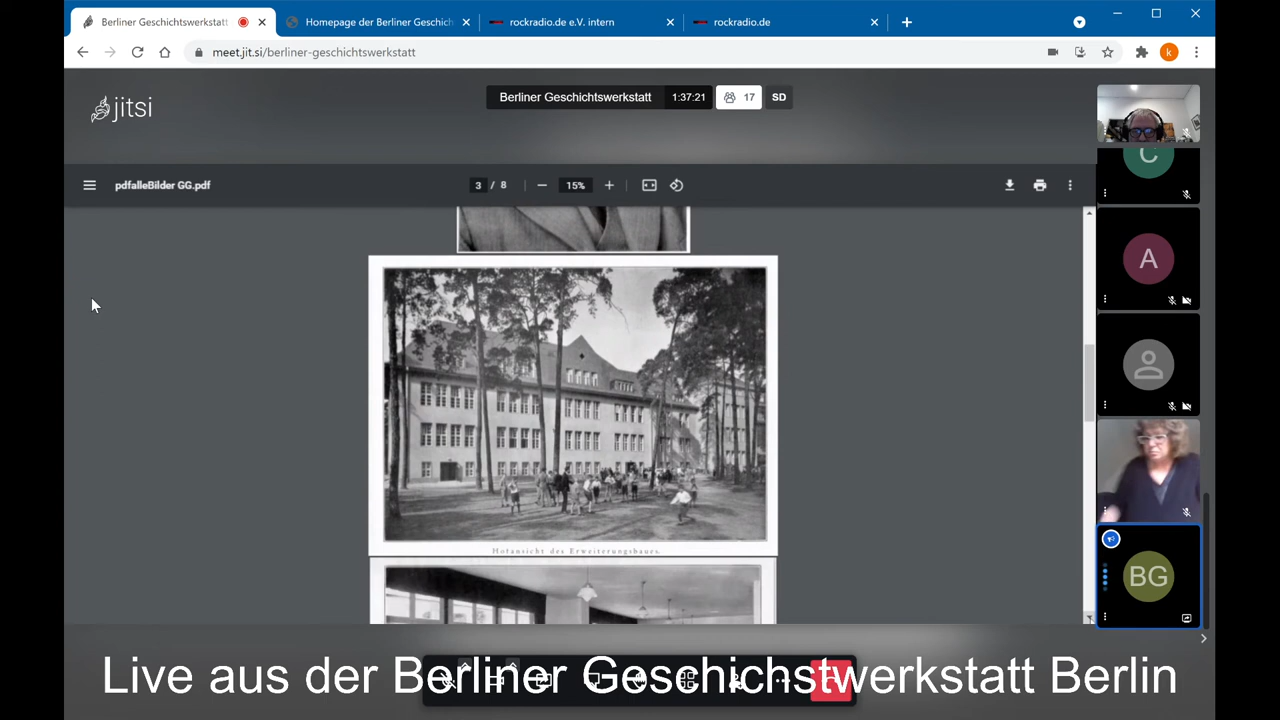 Berliner Geschichtswerkstatt
Homepage der Berliner Geschich
rockradio.de e.V. intern
rockradio.de
meet.jit.si/berliner-geschichtswerkstatt
k
jitsi
Berliner Geschichtswerkstatt 1:37:21 17 SD
pdfalleBilder GG.pdf 3 / 8 15%
C
A
Hofansicht des Erweiterungsbaues.
BG
Live aus der Berliner Geschichstwerkstatt Berlin